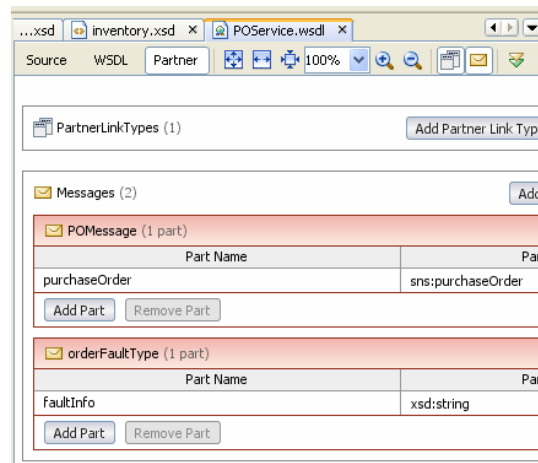 ...xsd inventory.xsd × POService.wsdl ×
Source WSDL Partner 100%
PartnerLinkTypes (1) Add Partner Link Typ
Messages (2) Add
POMessage (1 part)
Part Name Pa
purchaseOrder sns:purchaseOrder
Add Part Remove Part
orderFaultType (1 part)
Part Name Pa
faultInfo xsd:string
Add Part Remove Part